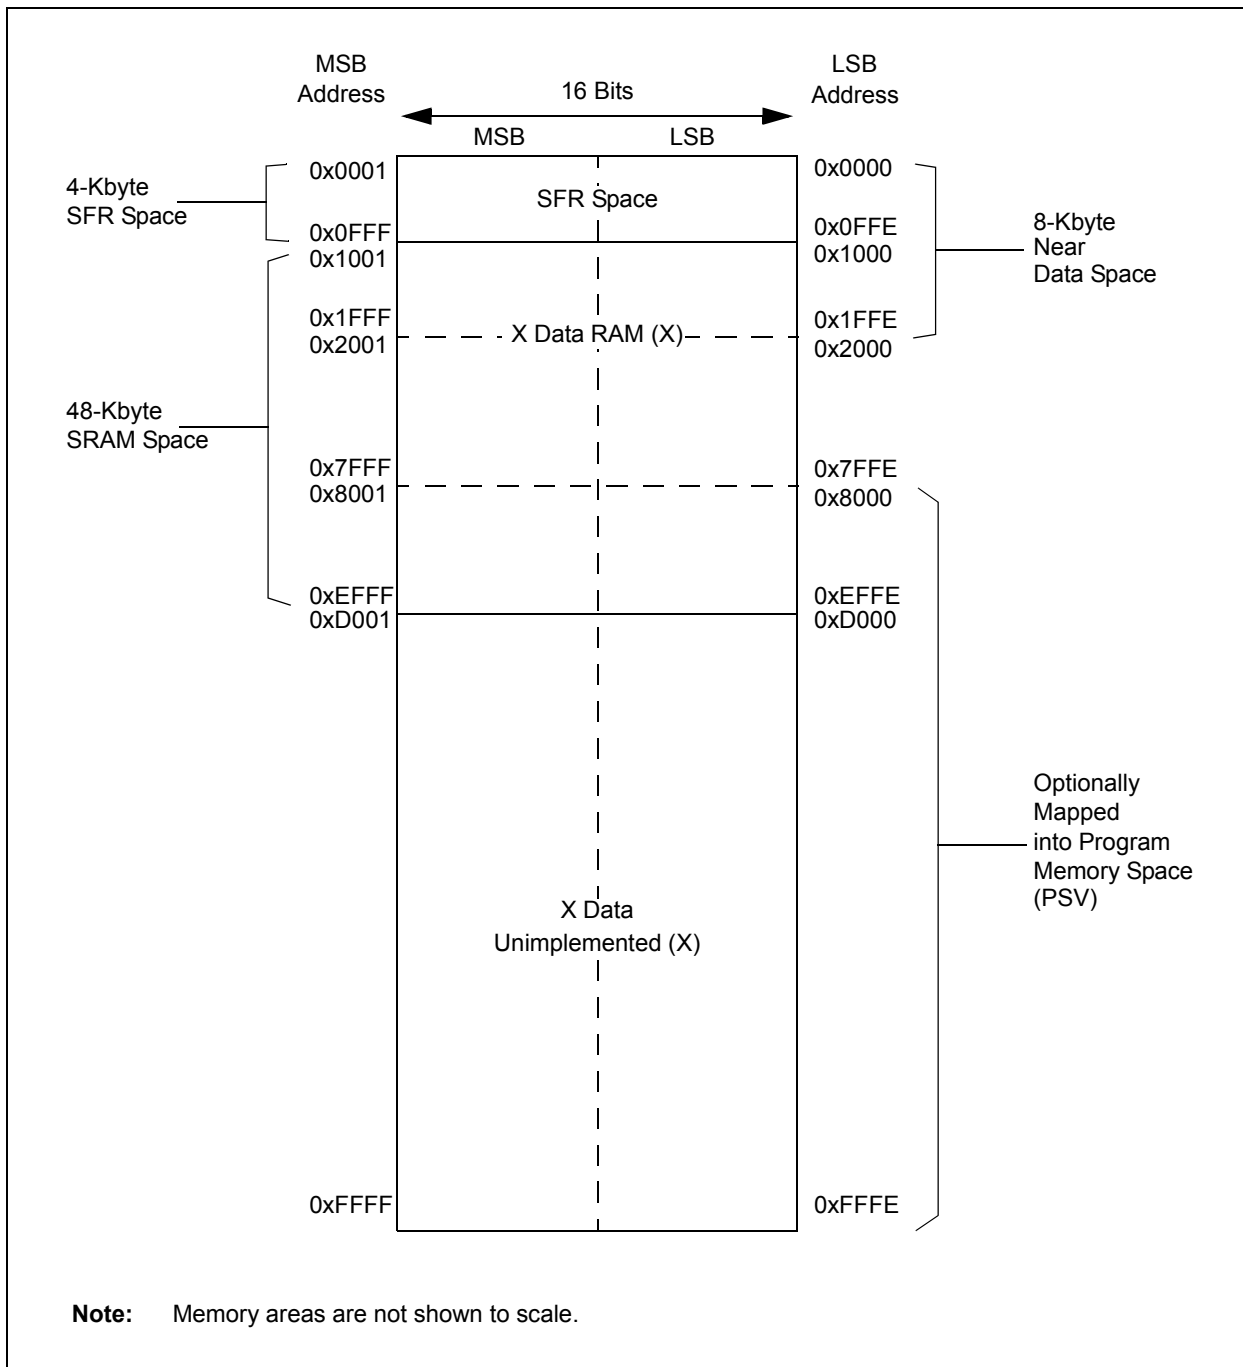 MSB
Address
LSB
Address
16 Bits
MSB
LSB
0x0001
0x0000
4-Kbyte
SFR Space
SFR Space
0x0FFF
0x0FFE
0x1001
0x1000
8-Kbyte
Near
Data Space
0x1FFF
0x1FFE
X Data RAM (X)
0x2001
0x2000
48-Kbyte
SRAM Space
0x7FFF
0x7FFE
0x8001
0x8000
0xEFFF
0xEFFE
0xD001
0xD000
Optionally
Mapped
into Program
Memory Space
(PSV)
X Data
Unimplemented (X)
0xFFFF
0xFFFE
Note: Memory areas are not shown to scale.